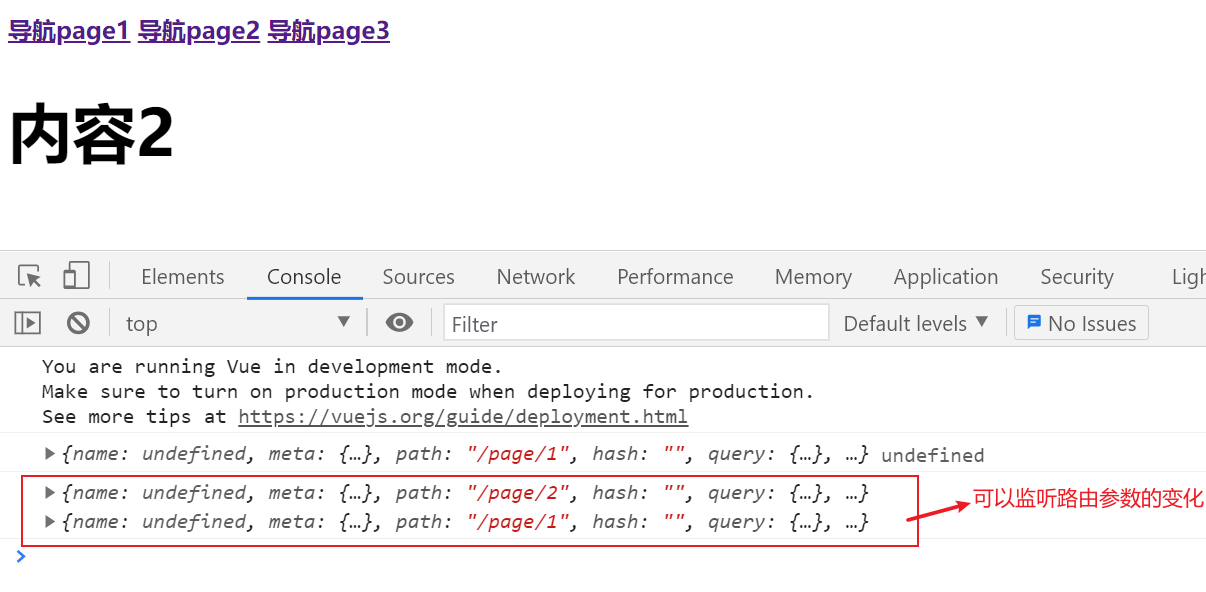 导航page1 导航page2 导航page3
内容2
Elements Console Sources Network Performance Memory Application Security Ligh
top Filter Default levels No Issues
You are running Vue in development mode.
Make sure to turn on production mode when deploying for production.
See more tips at https://vuejs.org/guide/deployment.html
{name: undefined, meta: {…}, path: "/page/1", hash: "", query: {…}, …} undefined
{name: undefined, meta: {…}, path: "/page/2", hash: "", query: {…}, …}
可以监听路由参数的变化
{name: undefined, meta: {…}, path: "/page/1", hash: "", query: {…}, …}